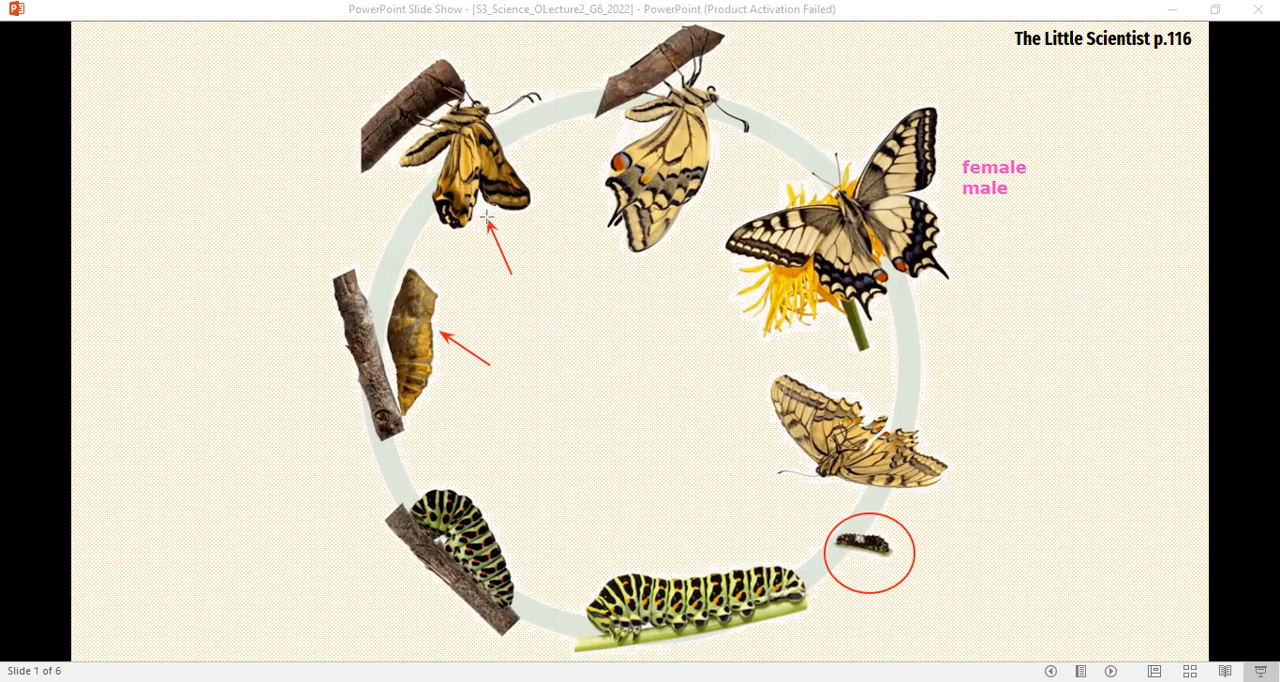 PowerPoint Slide Show - [S3_Science_OLecture2_G6_2022] - PowerPoint (Product Activation Failed)
The Little Scientist p.116
female
male
Slide 1 of 6